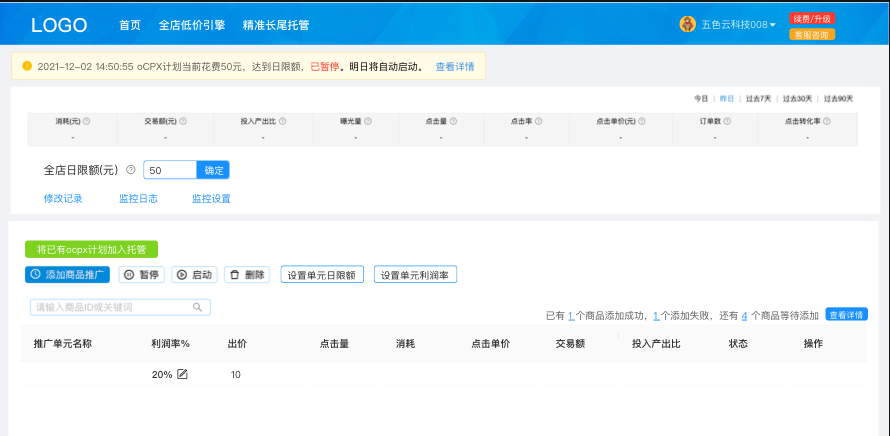 LOGO 首页 全店低价引擎 精准长尾托管 五色云科技008 续费/升级
客服咨询
2021-12-02 14:50:55 oCPX计划当前花费50元，达到日限额，已暂停。明日将自动启动。 查看详情
今日 | 昨日 | 过去7天 | 过去30天 | 过去90天
消耗(元) 交易额(元) 投入产出比 曝光量 点击量 点击率 点击单价(元) 订单数 点击转化率
- - - - - - - - -
全店日限额(元) 50 确定
修改记录 监控日志 监控设置
将已有ocpx计划加入托管
添加商品推广 暂停 启动 删除 设置单元日限额 设置单元利润率
请输入商品ID或关键词
已有 1 个商品添加成功，1 个添加失败，还有 4 个商品等待添加 查看详情
推广单元名称 利润率% 出价 点击量 消耗 点击单价 交易额 投入产出比 状态 操作
20% 10